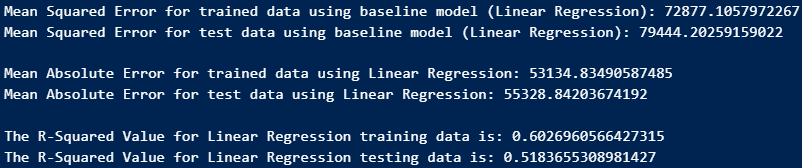 Mean Squared Error for trained data using baseline model (Linear Regression): 72877.1057972267
Mean Squared Error for test data using baseline model (Linear Regression): 79444.20259159022
Mean Absolute Error for trained data using Linear Regression: 53134.83490587485
Mean Absolute Error for test data using Linear Regression: 55328.84203674192
The R-Squared Value for Linear Regression training data is: 0.6026960566427315
The R-Squared Value for Linear Regression testing data is: 0.5183655308981427